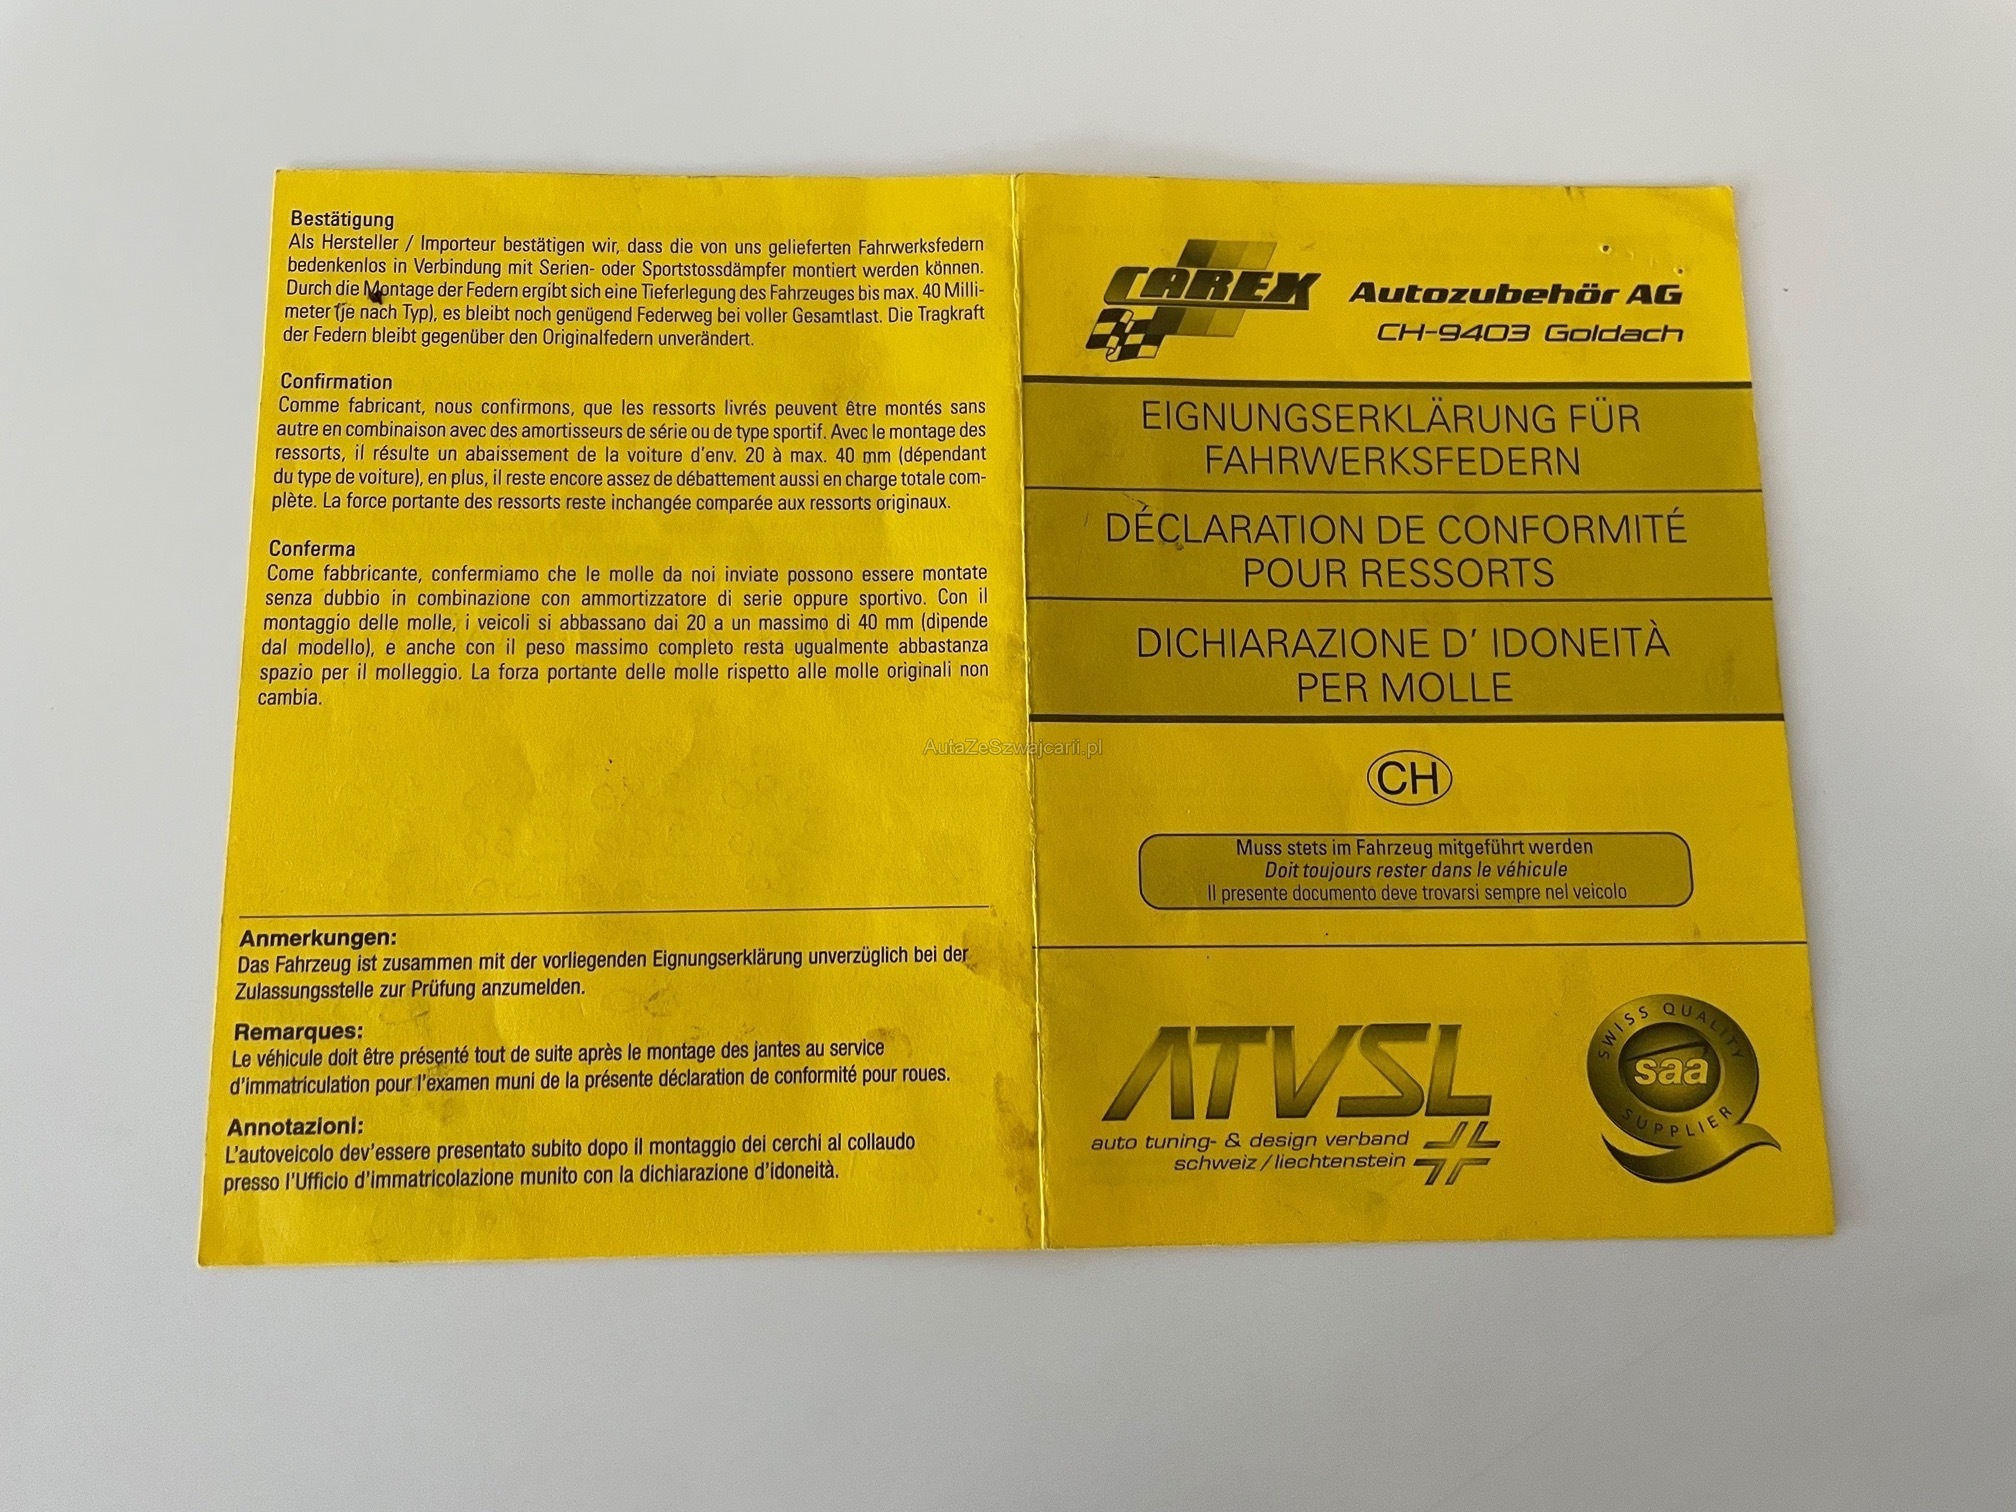 Bestätigung
Als Hersteller / Importeur bestätigen wir, dass die von uns gelieferten Fahrwerksfedern
bedenkenlos in Verbindung mit Serien- oder Sportstossdämpfer montiert werden können.
Durch die Montage der Federn ergibt sich eine Tieferlegung des Fahrzeuges bis max. 40 Milli-
meter (je nach Typ), es bleibt noch genügend Federweg bei voller Gesamtlast. Die Tragkraft
der Federn bleibt gegenüber den Originalfedern unverändert.
Confirmation
Comme fabricant, nous confirmons, que les ressorts livrés peuvent être montés sans
autre en combinaison avec des amortisseurs de série ou de type sportif. Avec le montage des
ressorts, il résulte un abaissement de la voiture d'env. 20 à max. 40 mm (dépendant
du type de voiture), en plus, il reste encore assez de débattement aussi en charge totale com-
plète. La force portante des ressorts reste inchangée comparée aux ressorts originaux.
Conferma
Come fabbricante, confermiamo che le molle da noi inviate possono essere montate
senza dubbio in combinazione con ammortizzatore di serie oppure sportivo. Con il
montaggio delle molle, i veicoli si abbassano dai 20 a un massimo di 40 mm (dipende
dal modello), e anche con il peso massimo completo resta ugualmente abbastanza
spazio per il molleggio. La forza portante delle molle rispetto alle molle originali non
cambia.
Anmerkungen:
Das Fahrzeug ist zusammen mit der vorliegenden Eignungserklärung unverzüglich bei der
Zulassungsstelle zur Prüfung anzumelden.
Remarques:
Le véhicule doit être présenté tout de suite après le montage des jantes au service
d'immatriculation pour l'examen muni de la présente déclaration de conformité pour roues.
Annotazioni:
L'autoveicolo dev'essere presentato subito dopo il montaggio dei cerchi al collaudo
presso l'Ufficio d'immatricolazione munito con la dichiarazione d'idoneità.
CAREX
Autozubehör AG
CH-9403 Goldach
EIGNUNGSERKLÄRUNG FÜR
FAHRWERKSFEDERN
DÉCLARATION DE CONFORMITÉ
POUR RESSORTS
DICHIARAZIONE D' IDONEITÀ
PER MOLLE
AutaZeSzwajcarii.pl
CH
Muss stets im Fahrzeug mitgeführt werden
Doit toujours rester dans le véhicule
Il presente documento deve trovarsi sempre nel veicolo
ATVSL
auto tuning- & design verband
schweiz / liechtenstein
SWISS QUALITY
saa
SUPPLIER